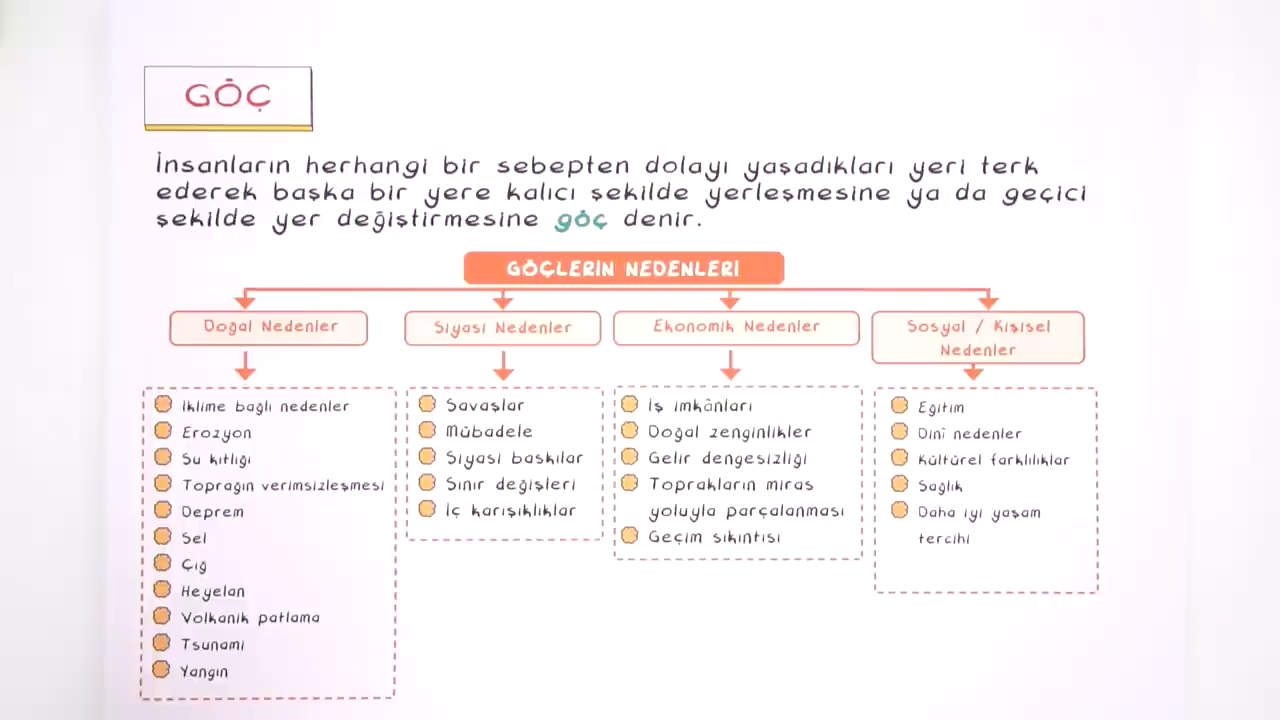 GÖÇ
İnsanların herhangi bir sebepten dolayı yaşadıkları yeri terk
ederek başka bir yere kalıcı şekilde yerleşmesine ya da geçici
şekilde yer değiştirmesine göç denir.
GÖÇLERİN NEDENLERİ
Doğal Nedenler
İklime bağlı nedenler
Erozyon
Su kıtlığı
Toprağın verimsizleşmesi
Deprem
Sel
Çığ
Heyelan
Volkanik patlama
Tsunami
Yangın
Siyasi Nedenler
Savaşlar
Mübadele
Siyasi baskılar
Sınır değişleri
İç karışıklıklar
Ekonomik Nedenler
İş imkânları
Doğal zenginlikler
Gelir dengesizliği
Toprakların miras
yoluyla parçalanması
Geçim sıkıntısı
Sosyal / Kişisel
Nedenler
Eğitim
Dinî nedenler
Kültürel farklılıklar
Sağlık
Daha iyi yaşam
tercihi